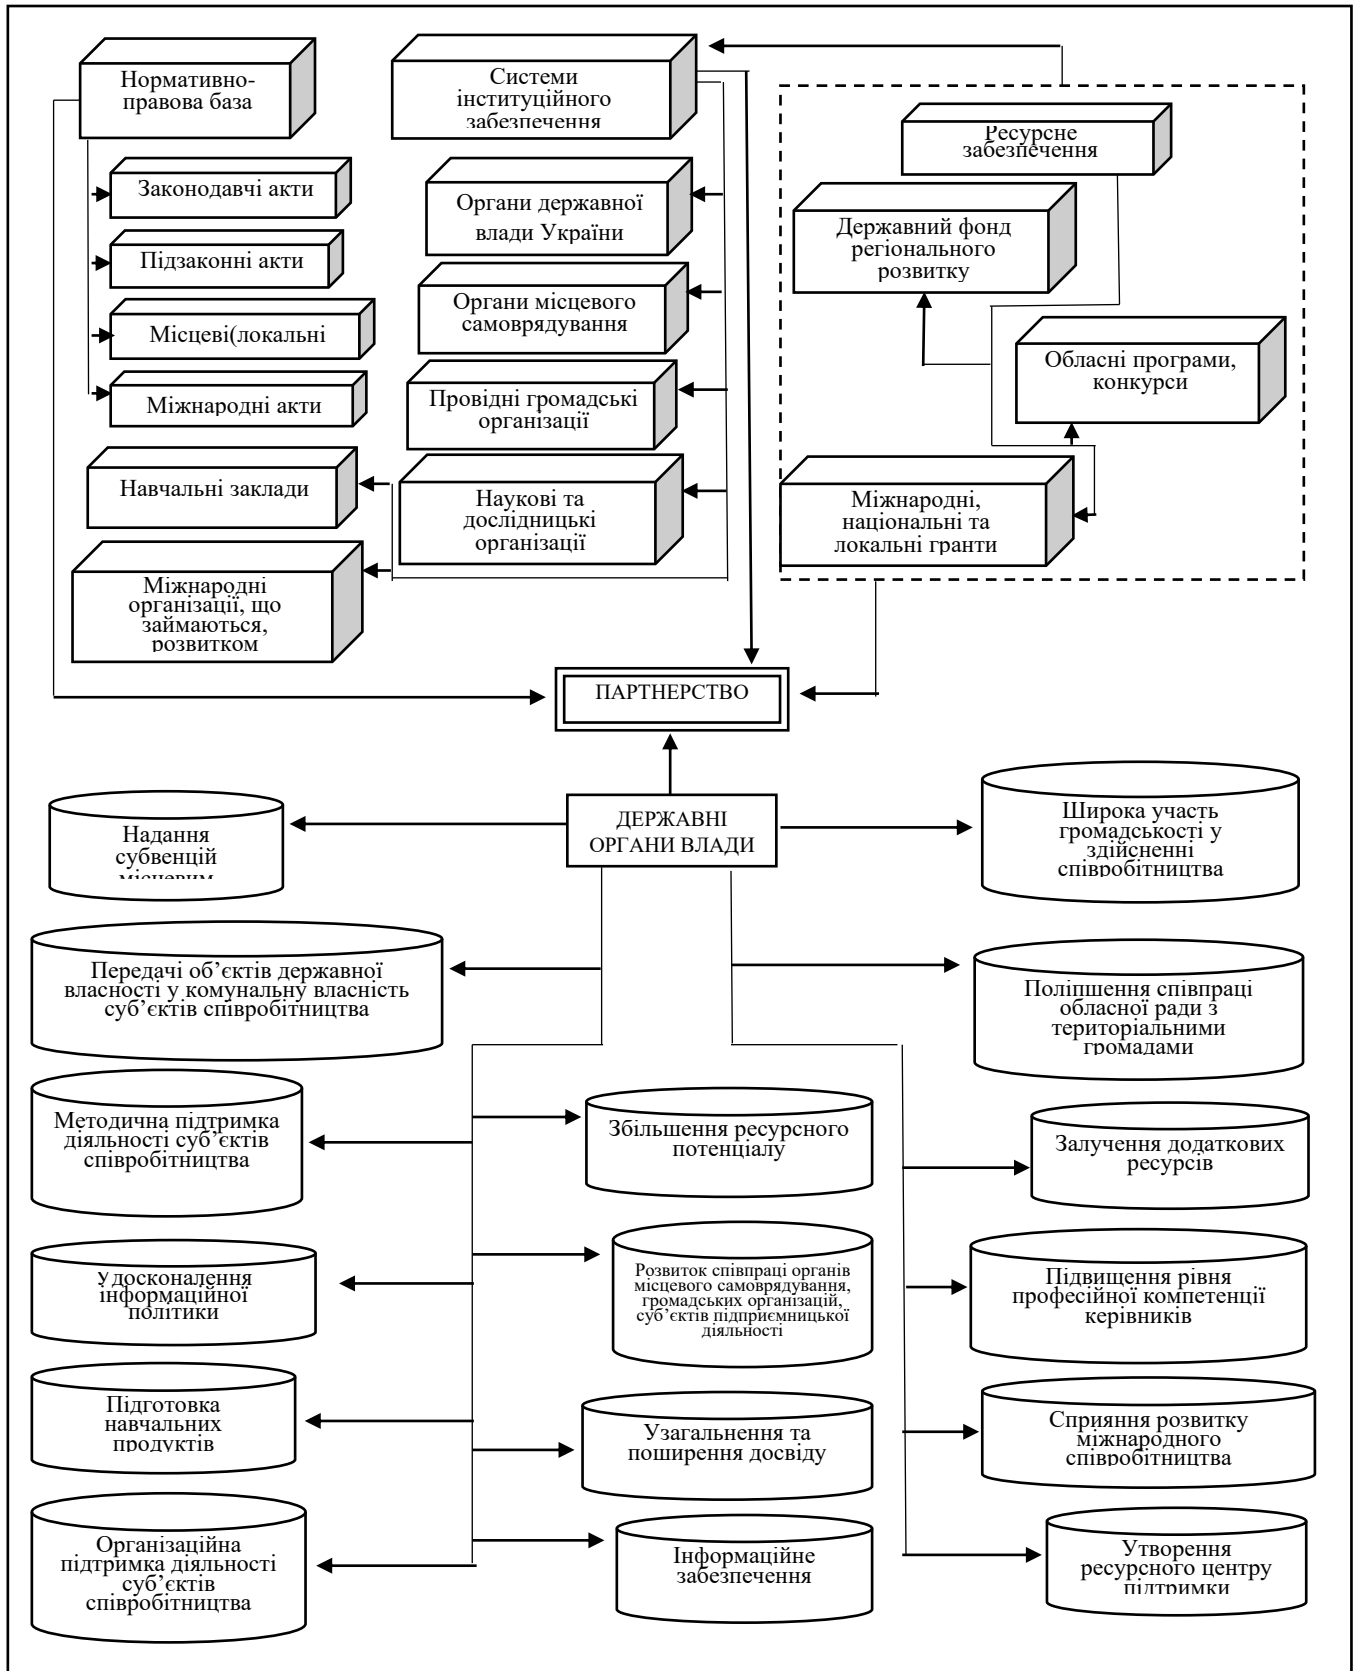 Нормативно-
правова база
Системи
інституційного
забезпечення
Ресурсне
забезпечення
Законодавчі акти
Підзаконні акти
Місцеві(локальні
Міжнародні акти
Органи державної
влади України
Органи місцевого
самоврядування
Провідні громадські
організації
Наукові та
дослідницькі
організації
Навчальні заклади
Міжнародні
організації, що
займаються,
розвитком
Державний фонд
регіонального
розвитку
Обласні програми,
конкурси
Міжнародні,
національні та
локальні гранти
ПАРТНЕРСТВО
ДЕРЖАВНІ
ОРГАНИ ВЛАДИ
Надання
субвенцій
місцевим
Широка участь
громадськості у
здійсненні
співробітництва
Передачі об’єктів державної
власності у комунальну власність
суб’єктів співробітництва
Поліпшення співпраці
обласної ради з
територіальними
громадами
Методична підтримка
діяльності суб’єктів
співробітництва
Збільшення ресурсного
потенціалу
Залучення додаткових
ресурсів
Удосконалення
інформаційної
політики
Розвиток співпраці органів
місцевого самоврядування,
громадських організацій,
суб’єктів підприємницької
діяльності
Підвищення рівня
професійної компетенції
керівників
Підготовка
навчальних
продуктів
Узагальнення та
поширення досвіду
Сприяння розвитку
міжнародного
співробітництва
Організаційна
підтримка діяльності
суб’єктів
співробітництва
Інформаційне
забезпечення
Утворення
ресурсного центру
підтримки